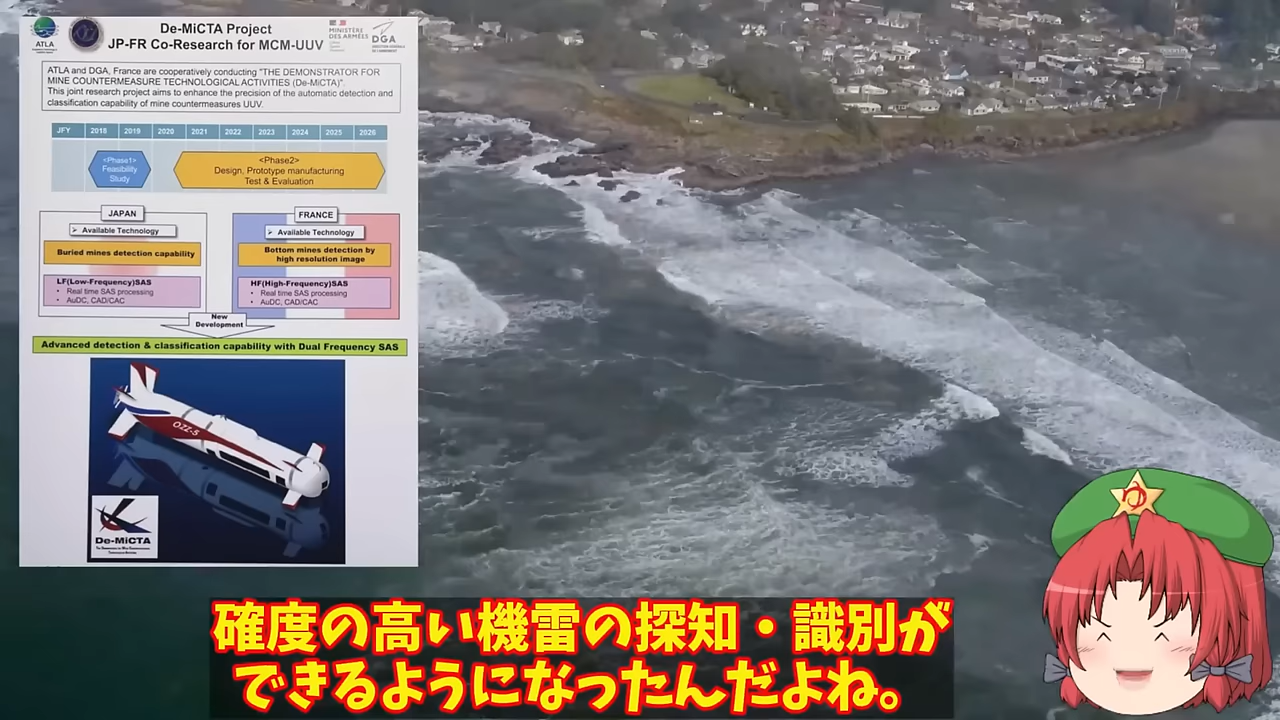 De-MiCTA Project
JP-FR Co-Research for MCM-UUV
ATLA
MINISTÈRE
DES ARMÉES
DGA
ATLA and DGA, France are cooperatively conducting "THE DEMONSTRATOR FOR
MINE COUNTERMEASURE TECHNOLOGICAL ACTIVITIES (De-MiCTA)".
This joint research project aims to enhance the precision of the automatic detection and
classification capability of mine countermeasures UUV.
JFY 2018 2019 2020 2021 2022 2023 2024 2025 2026
<Phase1>
Feasibility
Study
<Phase2>
Design, Prototype manufacturing
Test & Evaluation
JAPAN
➢ Available Technology
Buried mines detection capability
LF(Low-Frequency)SAS
• Real time SAS processing
• AuDC, CAD/CAC
FRANCE
➢ Available Technology
Bottom mines detection by
high resolution image
HF(High-Frequency)SAS
• Real time SAS processing
• AuDC, CAD/CAC
New
Development
Advanced detection & classification capability with Dual Frequency SAS
OZZ-5
De-MiCTA
ゆ
確度の高い機雷の探知・識別が
できるようになったんだよね。